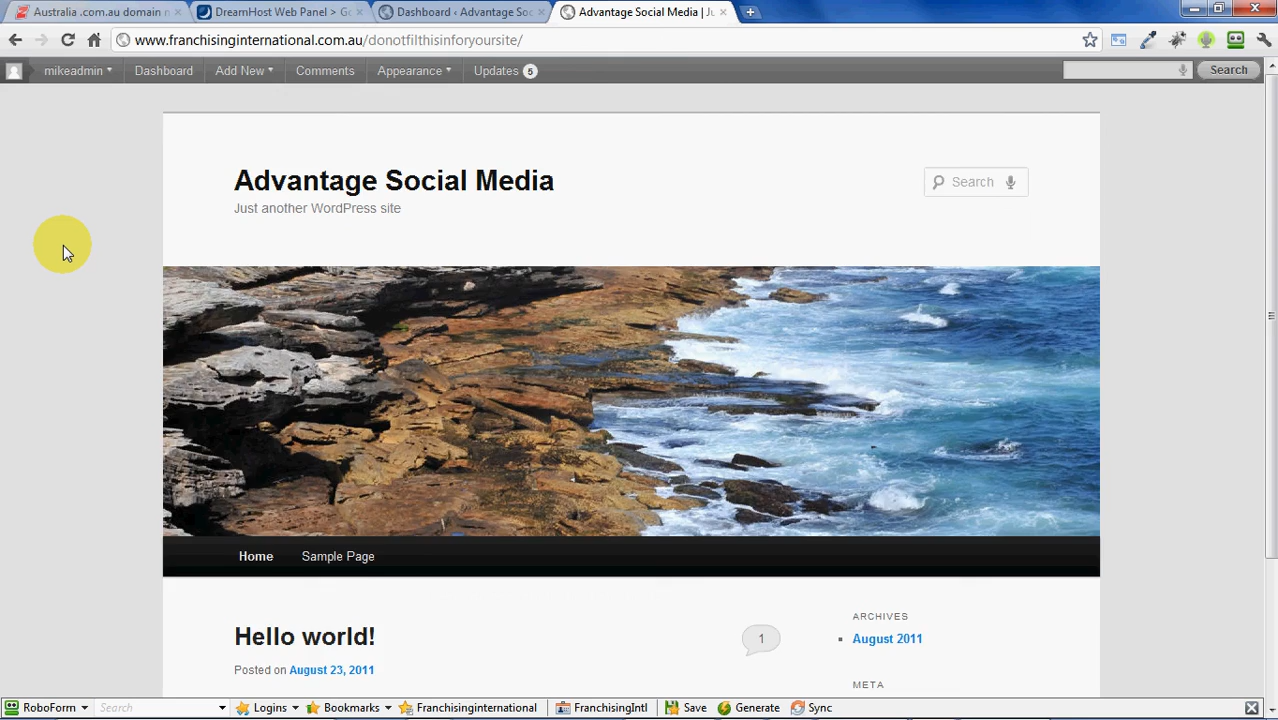 Australia .com.au domain n
DreamHost Web Panel > Go
Dashboard ‹ Advantage Soc
Advantage Social Media | Ju
www.franchisinginternational.com.au/donotfilthisinforyoursite/
mikeadmin
Dashboard
Add New
Comments
Appearance
Updates 5
Search
Advantage Social Media
Search
Just another WordPress site
Home
Sample Page
Hello world!
1
Posted on August 23, 2011
ARCHIVES
August 2011
META
RoboForm
Search
Logins
Bookmarks
Franchisinginternational
FranchisingIntl
Save
Generate
Sync